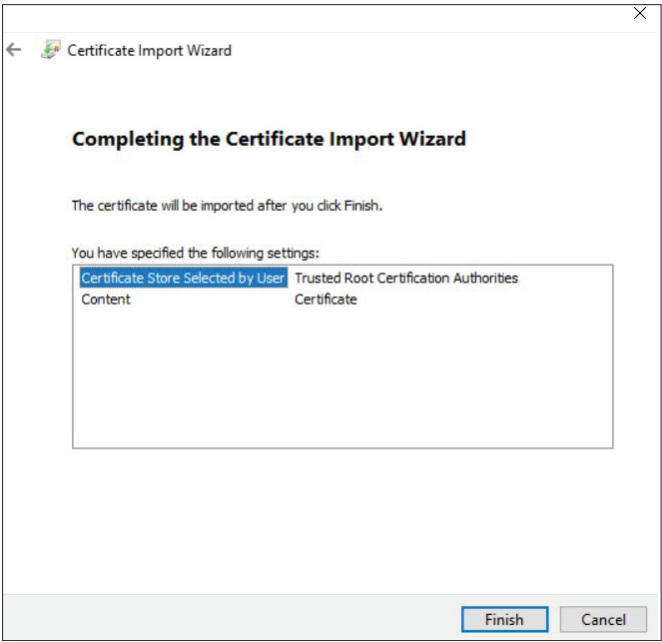 Certificate Import Wizard
Completing the Certificate Import Wizard
The certificate will be imported after you click Finish.
You have specified the following settings:
Certificate Store Selected by User Trusted Root Certification Authorities
Content Certificate
Finish Cancel